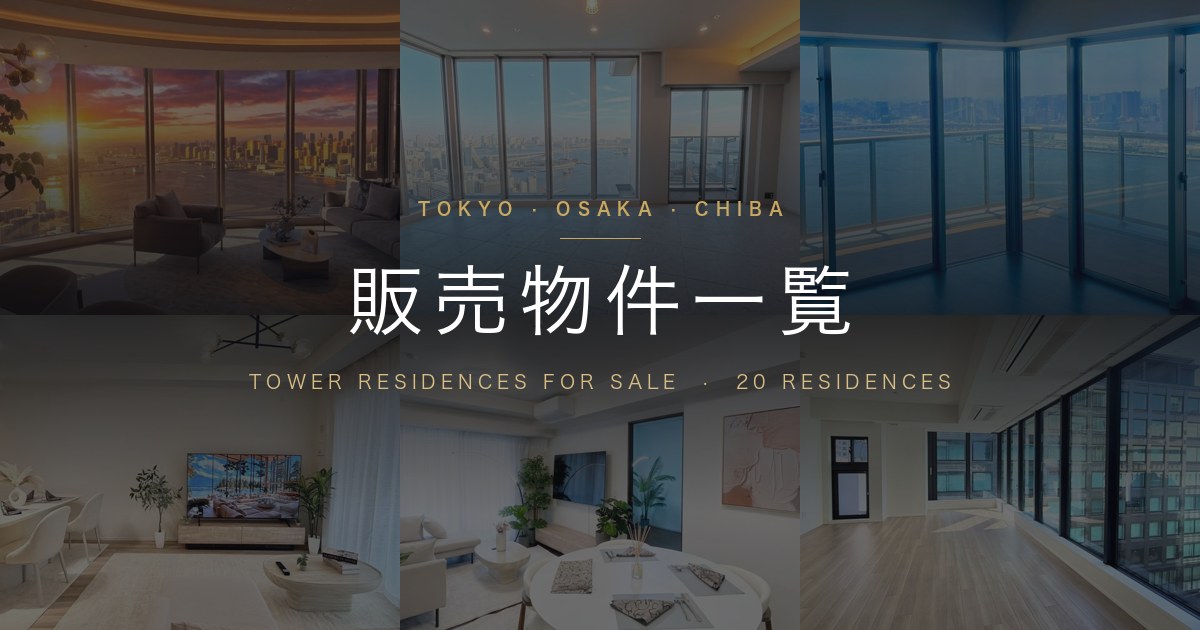 TOKYO · OSAKA · CHIBA
販売物件一覧
TOWER RESIDENCES FOR SALE · 20 RESIDENCES